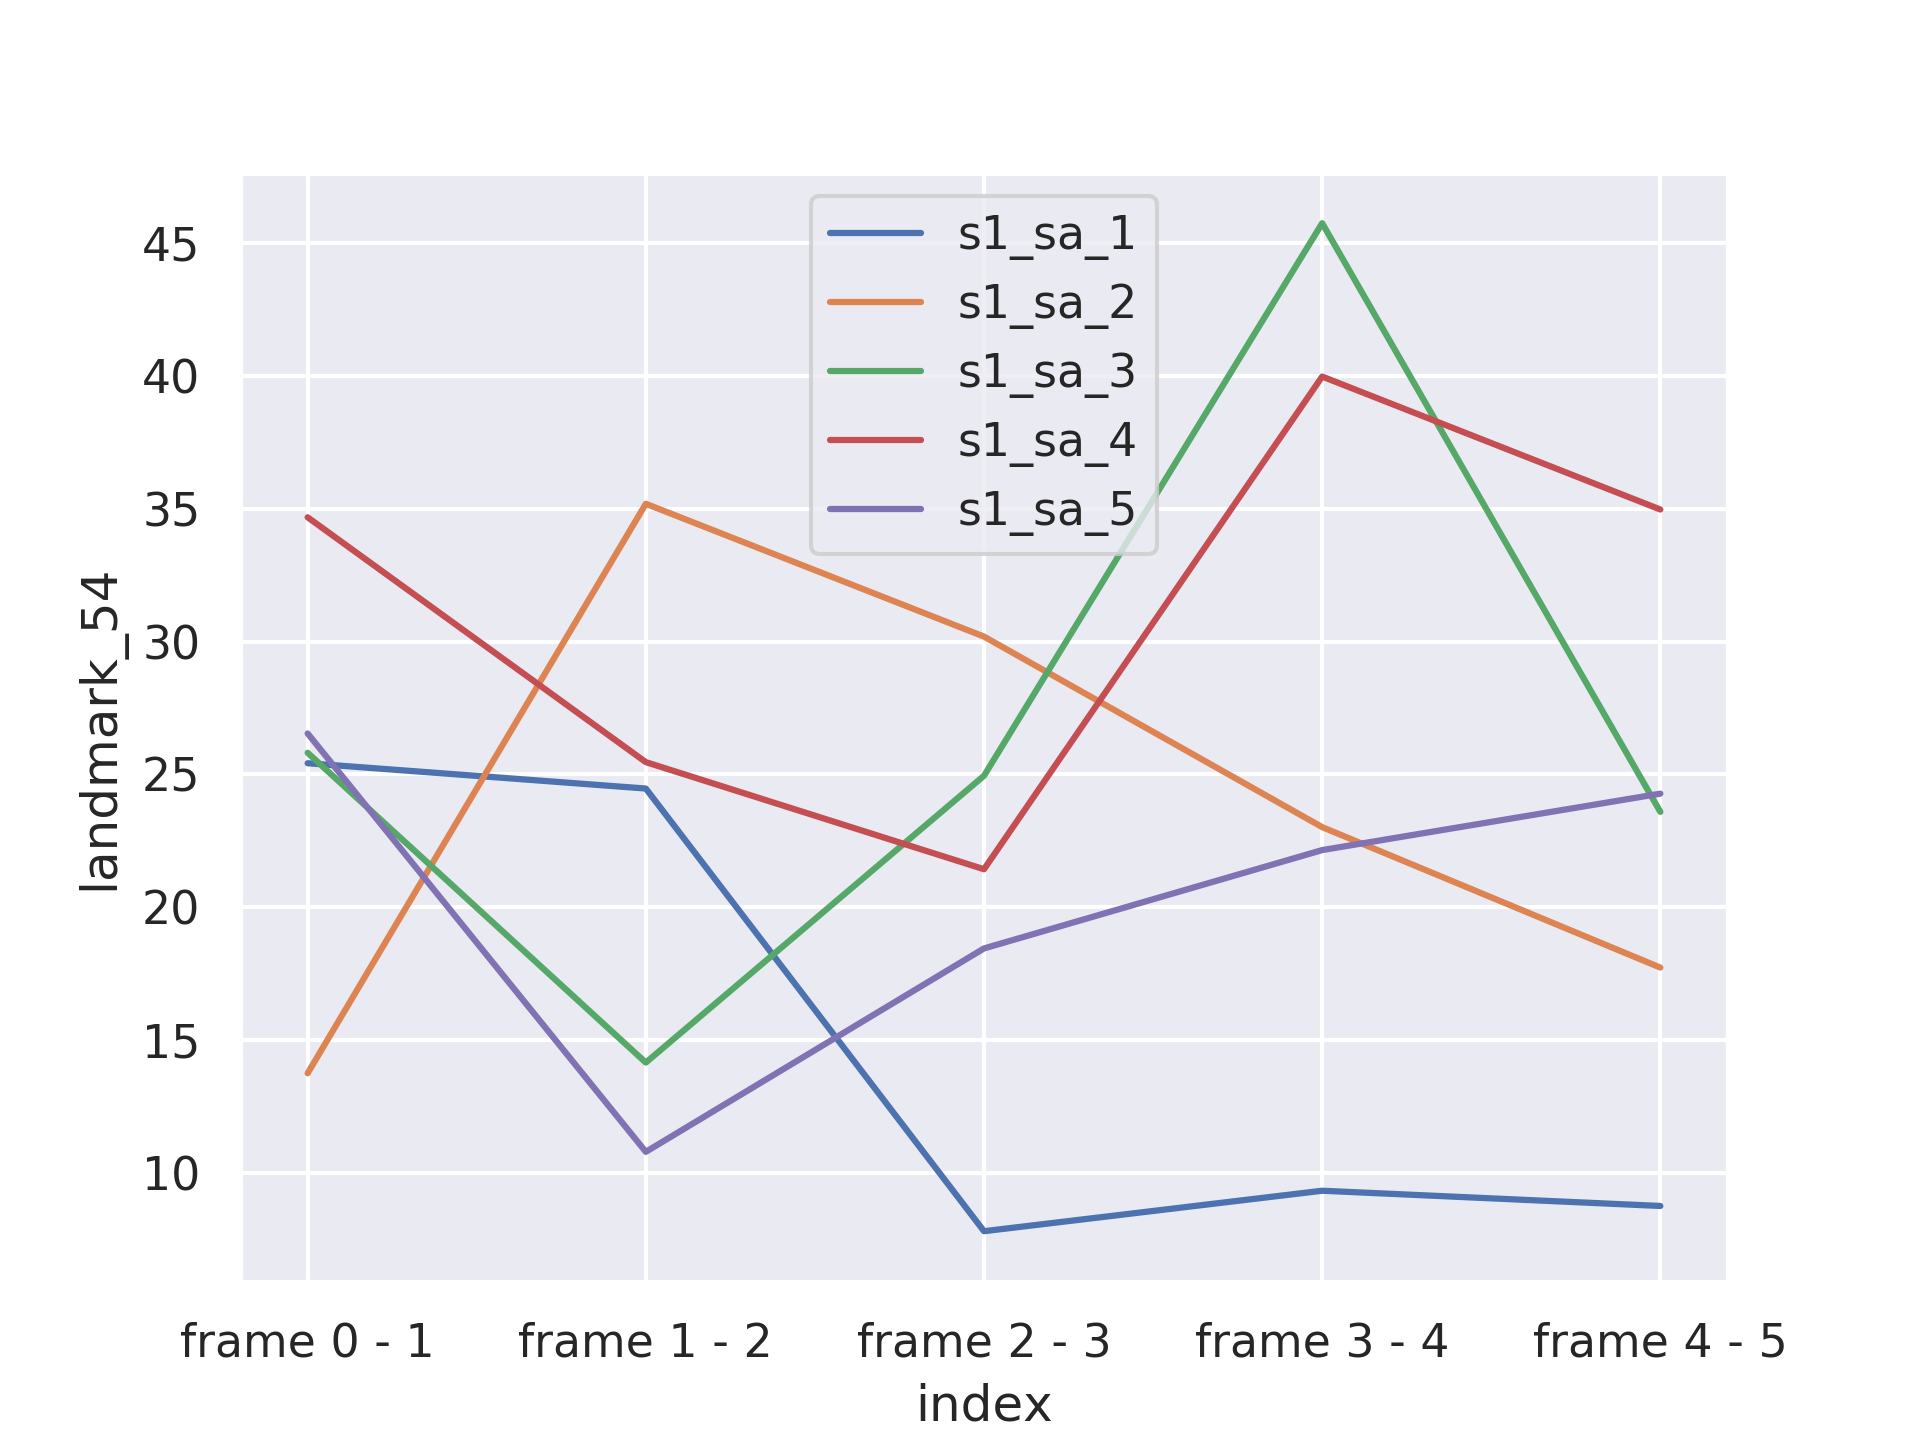 s1_sa_1
s1_sa_2
s1_sa_3
s1_sa_4
s1_sa_5
45
40
35
30
25
20
15
10
landmark_54
frame 0 - 1
frame 1 - 2
frame 2 - 3
frame 3 - 4
frame 4 - 5
index